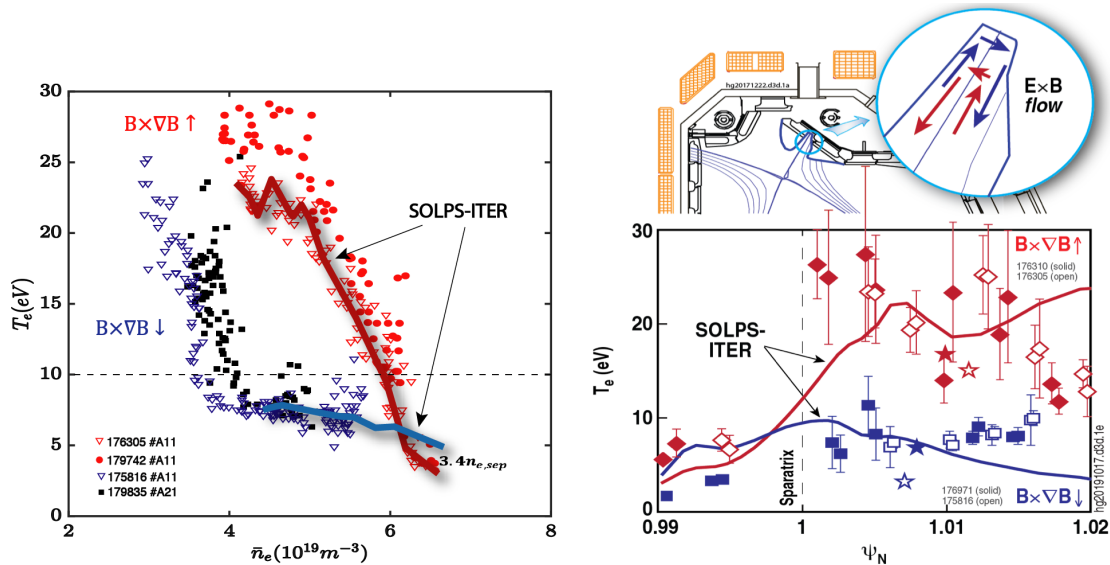 30
25
20
15
10
5
0
2
4
6
8
T_e(eV)
n̄_e(10^19 m^−3)
B×∇B ↑
B×∇B ↓
SOLPS-ITER
3.4n_e,sep
176305 #A11
179742 #A11
175816 #A11
179835 #A21
hg20171222.d3d.1a
E×B
flow
30
20
10
0
0.99
1
1.01
1.02
T_e (eV)
ψ_N
B×∇B↑
176310 (solid)
176305 (open)
SOLPS-
ITER
Sparatrix
176971 (solid)
175816 (open)
B×∇B↓
hg20191017.d3d.1e